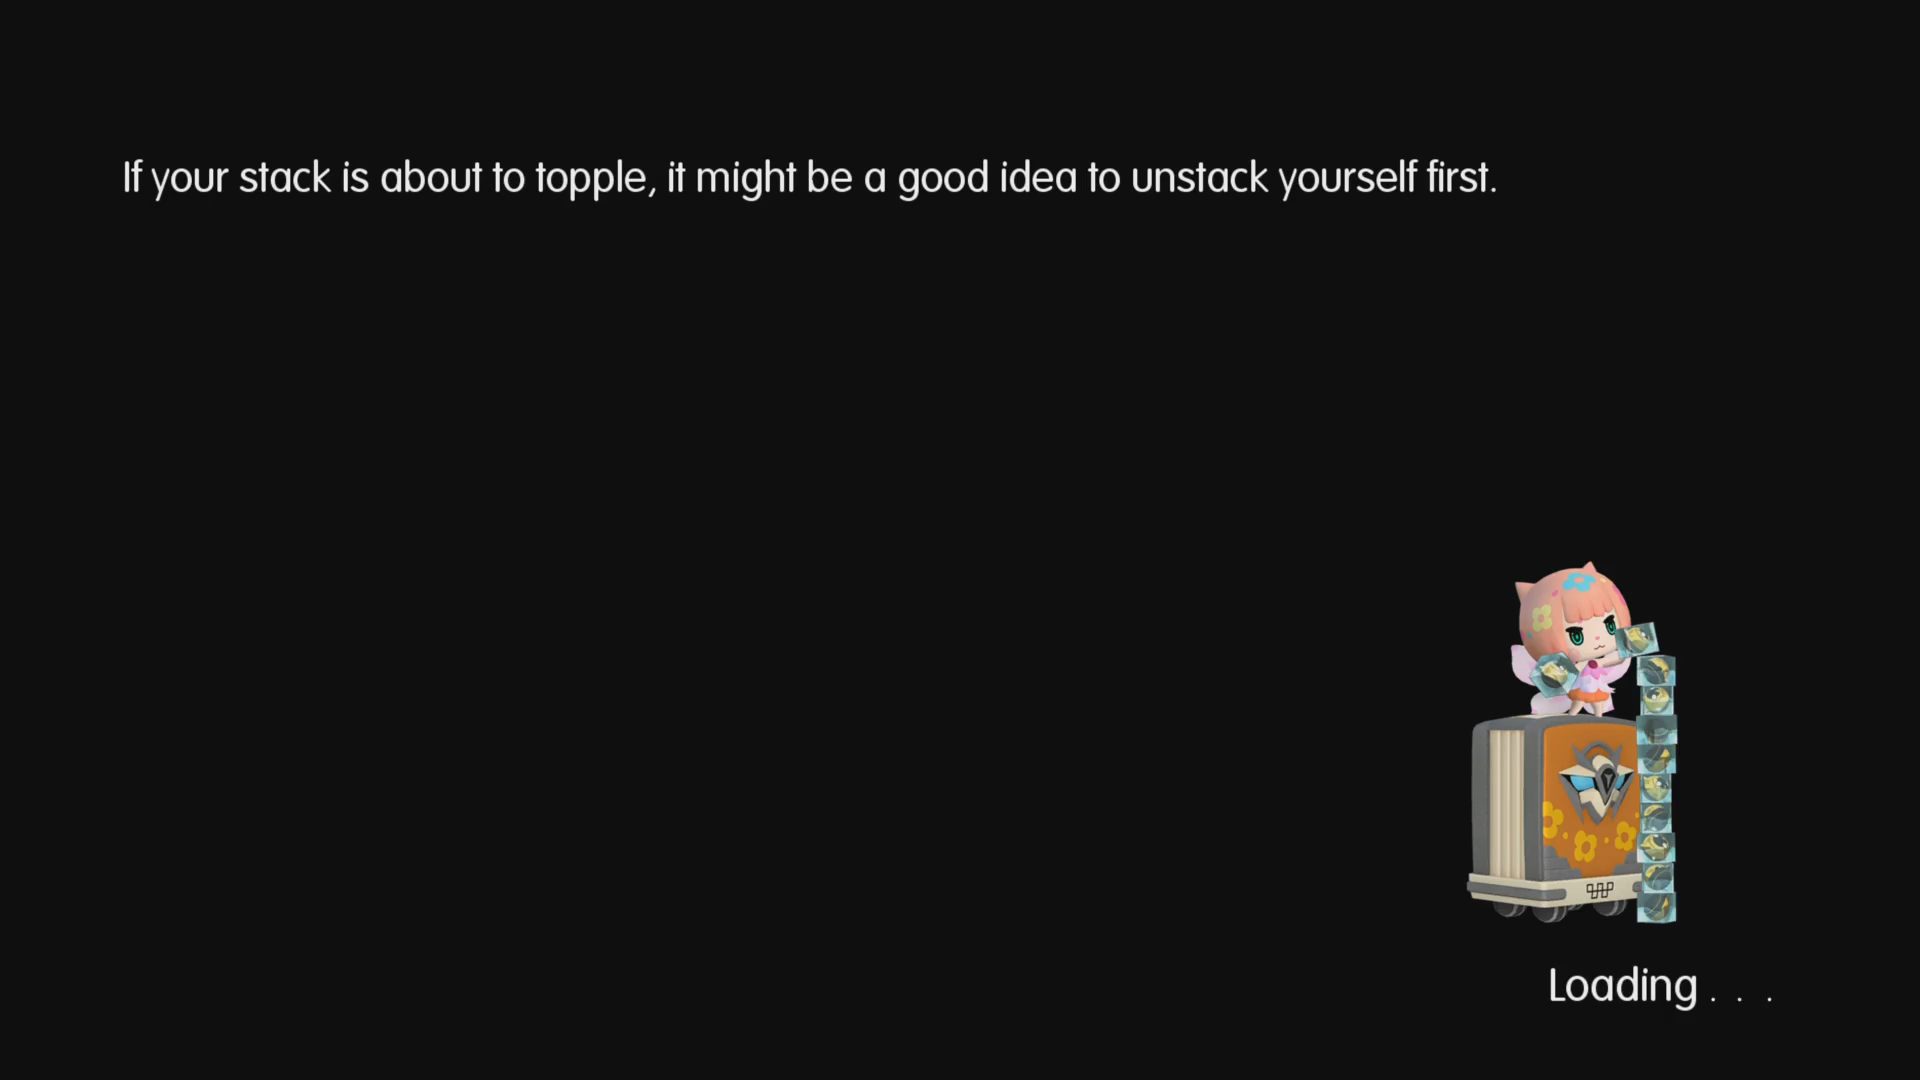 If your stack is about to topple, it might be a good idea to unstack yourself first.
Loading . . .